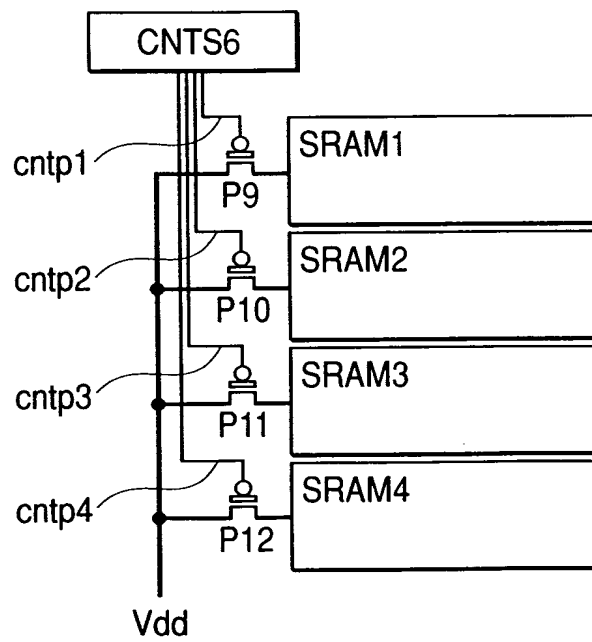 CNTS6
cntp1
P9
SRAM1
cntp2
P10
SRAM2
cntp3
P11
SRAM3
cntp4
P12
SRAM4
Vdd